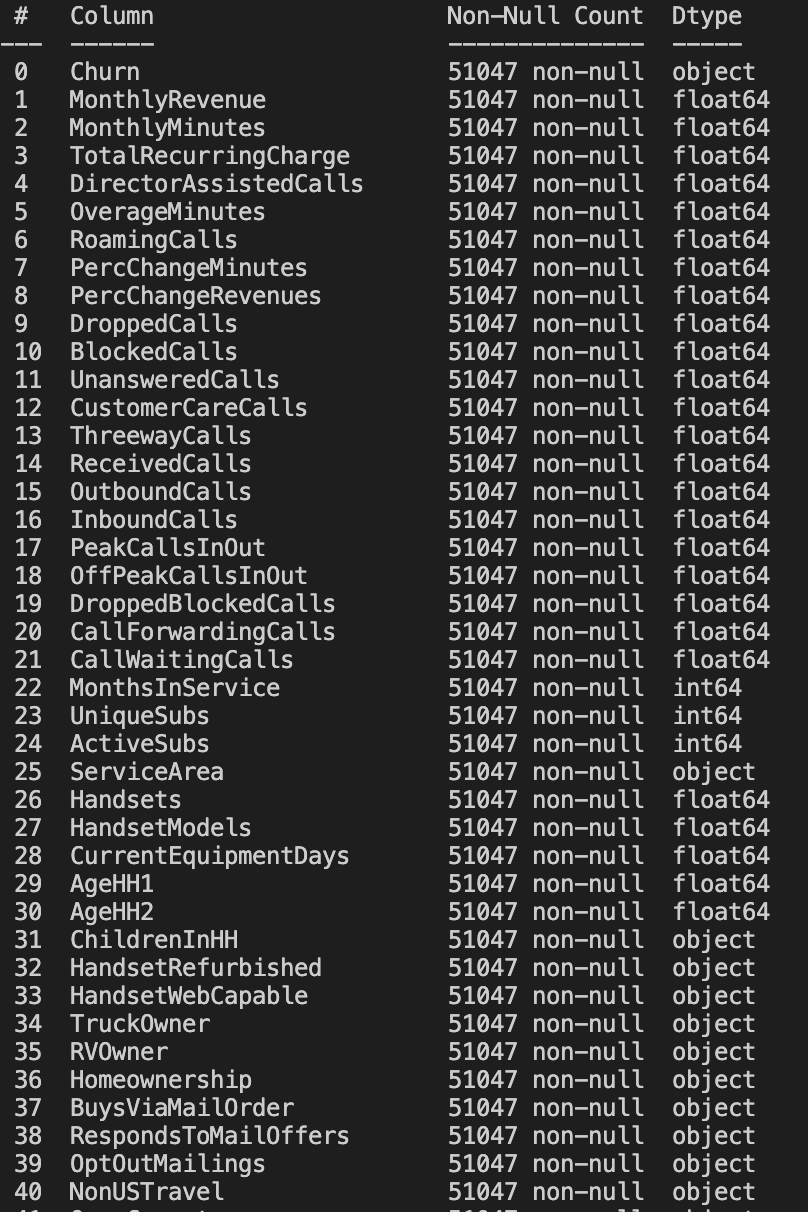 #   Column                     Non-Null Count  Dtype
---  ------                     --------------  -----
0   Churn                      51047 non-null  object
1   MonthlyRevenue             51047 non-null  float64
2   MonthlyMinutes             51047 non-null  float64
3   TotalRecurringCharge       51047 non-null  float64
4   DirectorAssistedCalls      51047 non-null  float64
5   OverageMinutes             51047 non-null  float64
6   RoamingCalls               51047 non-null  float64
7   PercChangeMinutes          51047 non-null  float64
8   PercChangeRevenues         51047 non-null  float64
9   DroppedCalls               51047 non-null  float64
10  BlockedCalls               51047 non-null  float64
11  UnansweredCalls            51047 non-null  float64
12  CustomerCareCalls          51047 non-null  float64
13  ThreewayCalls              51047 non-null  float64
14  ReceivedCalls              51047 non-null  float64
15  OutboundCalls              51047 non-null  float64
16  InboundCalls               51047 non-null  float64
17  PeakCallsInOut             51047 non-null  float64
18  OffPeakCallsInOut          51047 non-null  float64
19  DroppedBlockedCalls        51047 non-null  float64
20  CallForwardingCalls        51047 non-null  float64
21  CallWaitingCalls           51047 non-null  float64
22  MonthsInService            51047 non-null  int64
23  UniqueSubs                 51047 non-null  int64
24  ActiveSubs                 51047 non-null  int64
25  ServiceArea                51047 non-null  object
26  Handsets                   51047 non-null  float64
27  HandsetModels              51047 non-null  float64
28  CurrentEquipmentDays       51047 non-null  float64
29  AgeHH1                     51047 non-null  float64
30  AgeHH2                     51047 non-null  float64
31  ChildrenInHH               51047 non-null  object
32  HandsetRefurbished         51047 non-null  object
33  HandsetWebCapable          51047 non-null  object
34  TruckOwner                 51047 non-null  object
35  RVOwner                    51047 non-null  object
36  Homeownership              51047 non-null  object
37  BuysViaMailOrder           51047 non-null  object
38  RespondsToMailOffers       51047 non-null  object
39  OptOutMailings             51047 non-null  object
40  NonUSTravel                51047 non-null  object